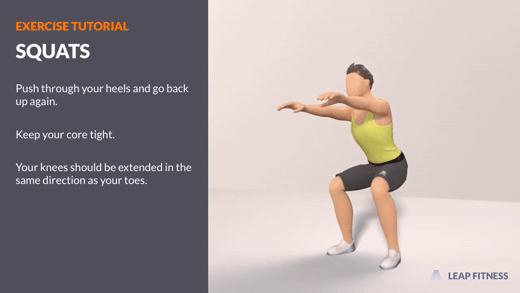 EXERCISE TUTORIAL
SQUATS
Push through your heels and go back
up again.
Keep your core tight.
Your knees should be extended in the
same direction as your toes.
LEAP FITNESS